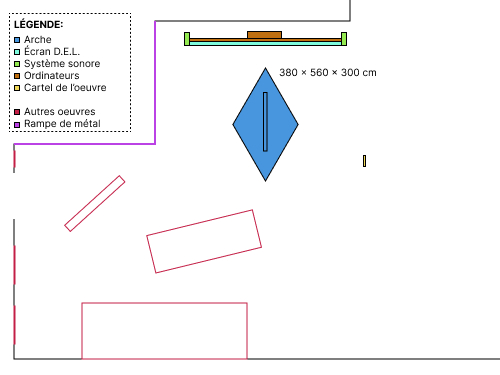 LÉGENDE:
Arche
Écran D.E.L.
Système sonore
Ordinateurs
Cartel de l'oeuvre
Autres oeuvres
Rampe de métal
380 × 560 × 300 cm